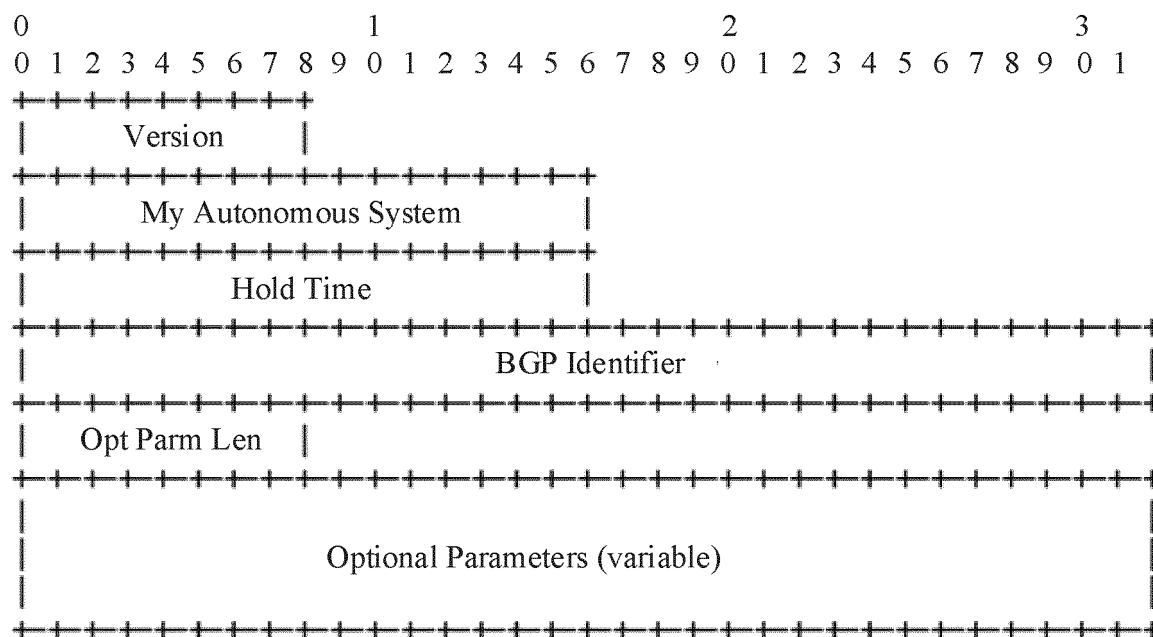 0 1 2 3
0 1 2 3 4 5 6 7 8 9 0 1 2 3 4 5 6 7 8 9 0 1 2 3 4 5 6 7 8 9 0 1
+-+-+-+-+-+-+-+-+
| Version |
+-+-+-+-+-+-+-+-+-+-+-+-+-+-+-+-+
| My Autonomous System |
+-+-+-+-+-+-+-+-+-+-+-+-+-+-+-+-+
| Hold Time |
+-+-+-+-+-+-+-+-+-+-+-+-+-+-+-+-+-+-+-+-+-+-+-+-+-+-+-+-+-+-+-+-+
| BGP Identifier |
+-+-+-+-+-+-+-+-+-+-+-+-+-+-+-+-+-+-+-+-+-+-+-+-+-+-+-+-+-+-+-+-+
| Opt Parm Len |
+-+-+-+-+-+-+-+-+-+-+-+-+-+-+-+-+-+-+-+-+-+-+-+-+-+-+-+-+-+-+-+-+
| |
| Optional Parameters (variable) |
| |
+-+-+-+-+-+-+-+-+-+-+-+-+-+-+-+-+-+-+-+-+-+-+-+-+-+-+-+-+-+-+-+-+